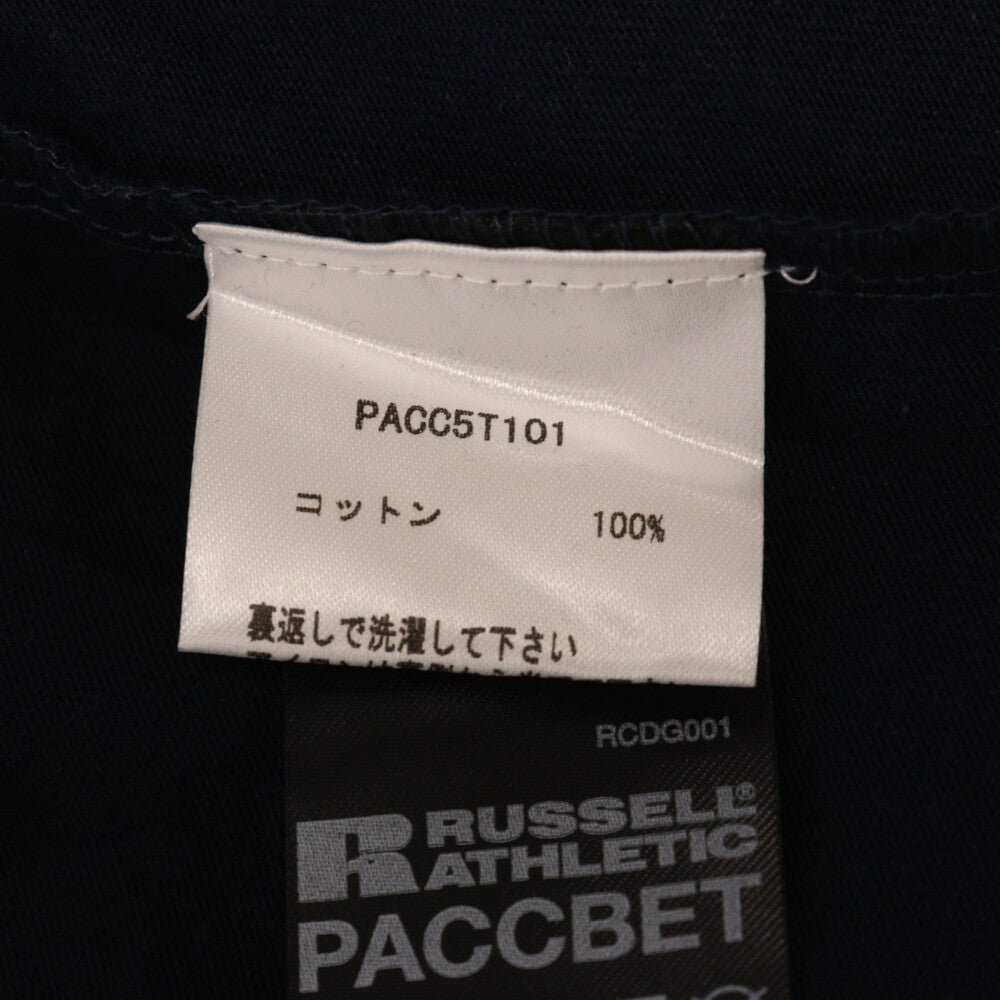 PACC5T101
コットン 100%
裏返しで洗濯して下さい
RCDG001
R RUSSELL®
ATHLETIC
PACCBET